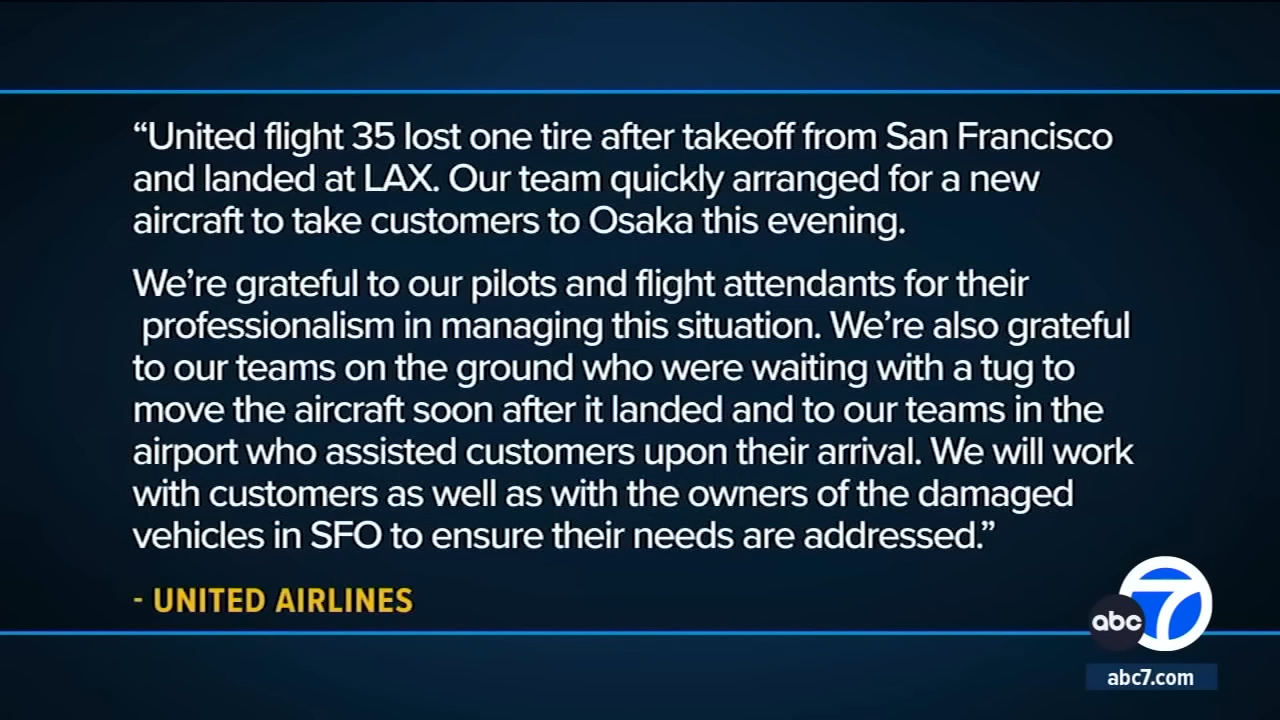 “United flight 35 lost one tire after takeoff from San Francisco
and landed at LAX. Our team quickly arranged for a new
aircraft to take customers to Osaka this evening.
We’re grateful to our pilots and flight attendants for their
professionalism in managing this situation. We’re also grateful
to our teams on the ground who were waiting with a tug to
move the aircraft soon after it landed and to our teams in the
airport who assisted customers upon their arrival. We will work
with customers as well as with the owners of the damaged
vehicles in SFO to ensure their needs are addressed.”
- UNITED AIRLINES
abc 7
abc7.com